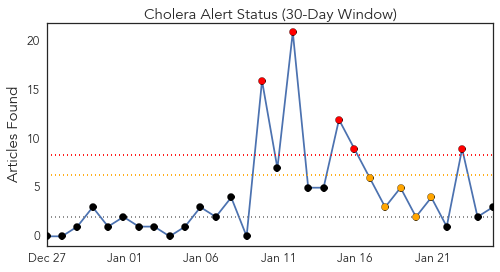 Cholera Alert Status (30-Day Window)
Articles Found
20
15
10
5
0
Dec 27 Jan 01 Jan 06 Jan 11 Jan 16 Jan 21